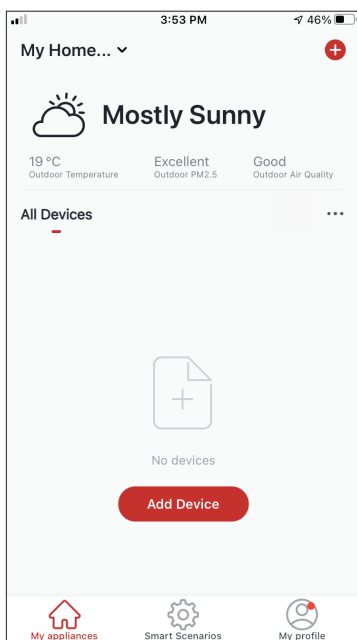 3:53 PM
46%
My Home...
Mostly Sunny
19 °C
Excellent
Good
Outdoor Temperature
Outdoor PM2.5
Outdoor Air Quality
All Devices
No devices
Add Device
My appliances
Smart Scenarios
My profile